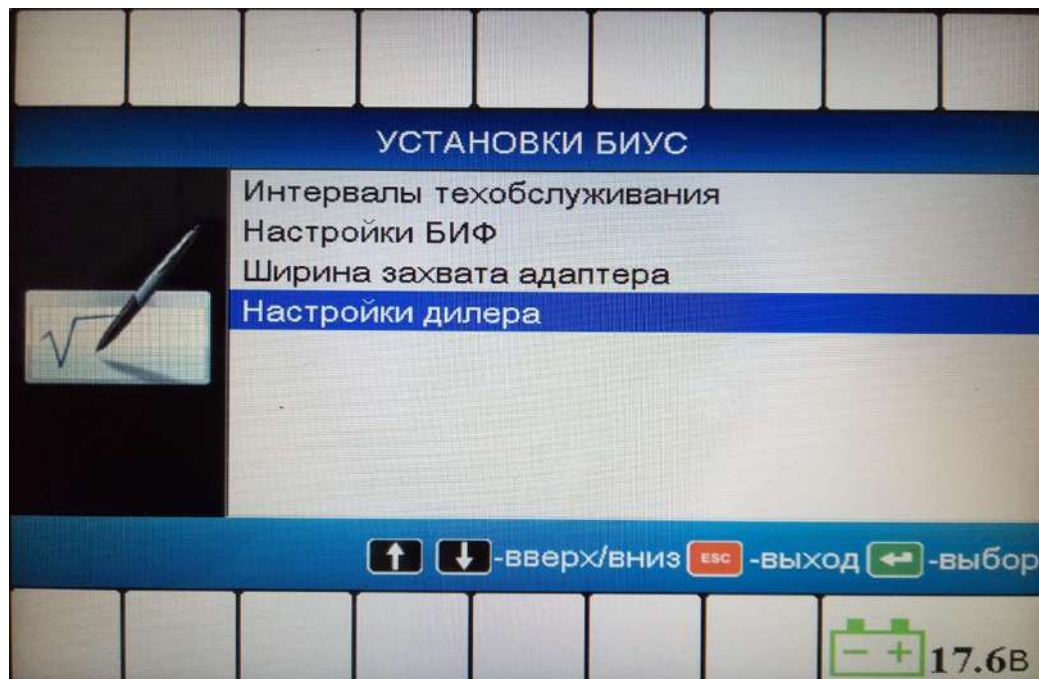 УСТАНОВКИ БИУС
Интервалы техобслуживания
Настройки БИФ
Ширина захвата адаптера
Настройки дилера
-вверх/вниз ESC -выход -выбор
17.6В